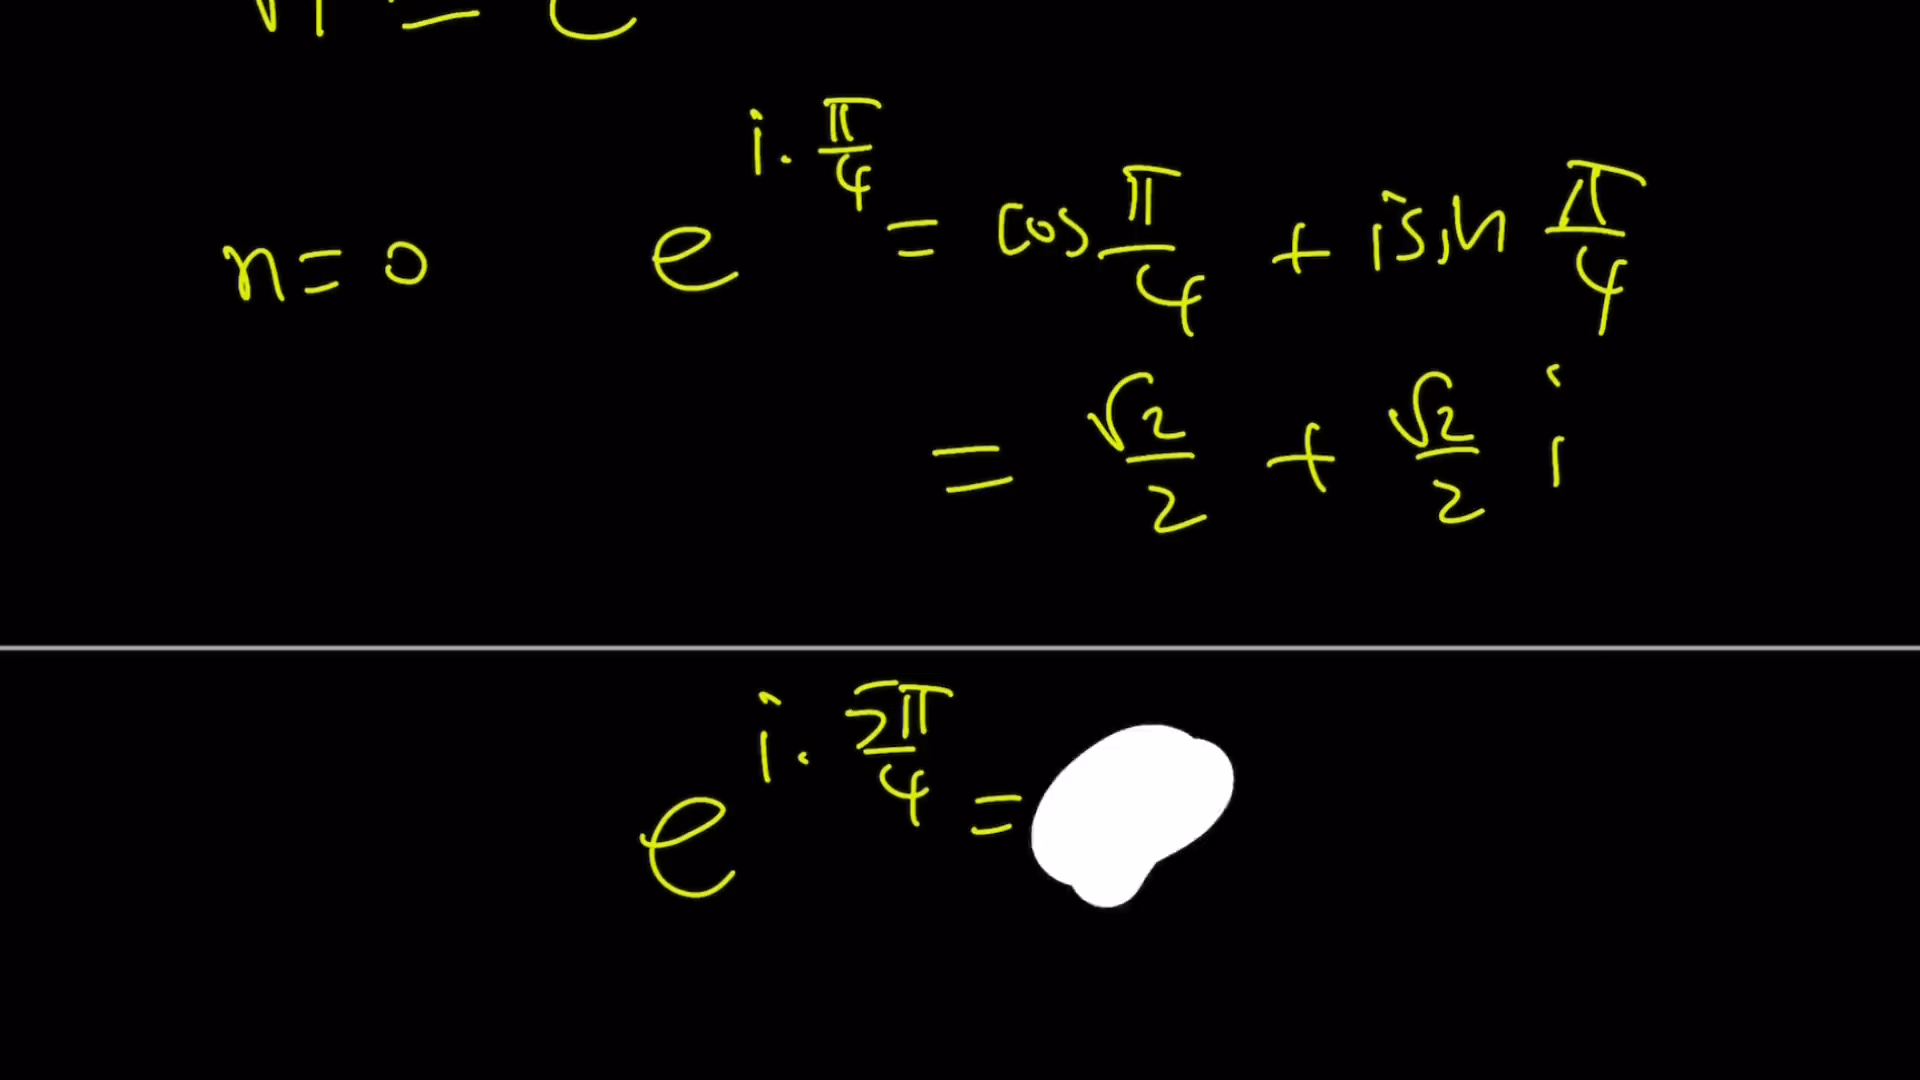 n = 0 e^{i·π/4} = cos π/4 + i sin π/4
= √2/2 + √2/2 i
e^{i·2π/4} =